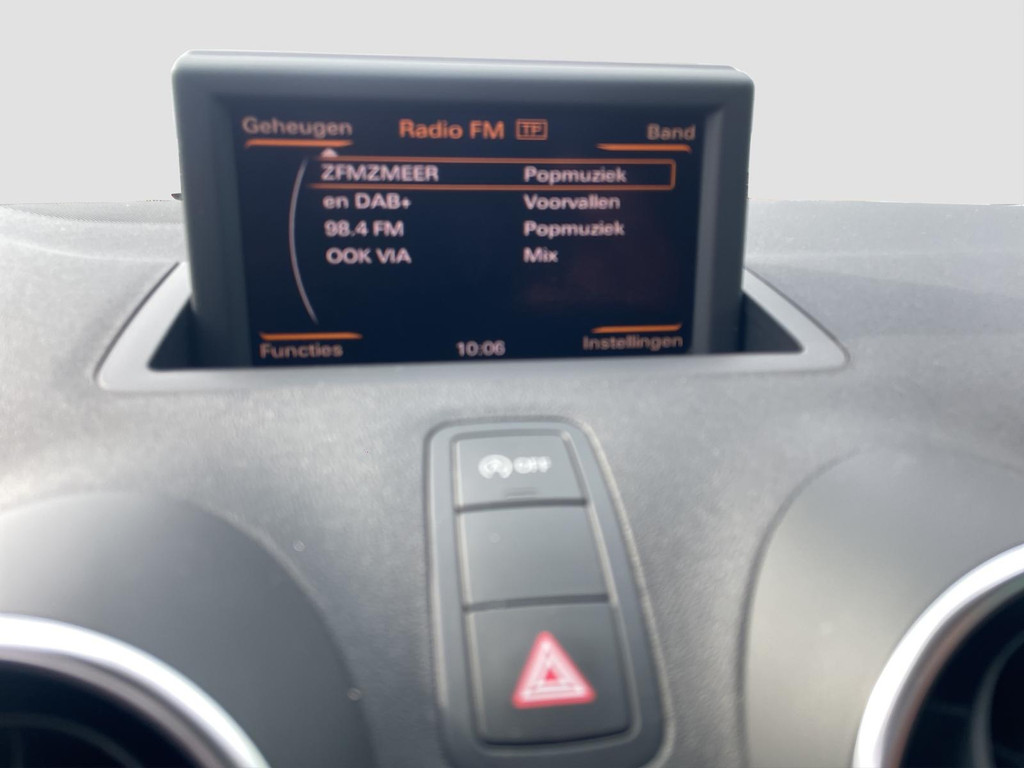 Geheugen Radio FM TP Band
ZFMZMEER Popmuziek
en DAB+ Voorvallen
98.4 FM Popmuziek
OOK VIA Mix
Functies 10:06 Instellingen
OFF